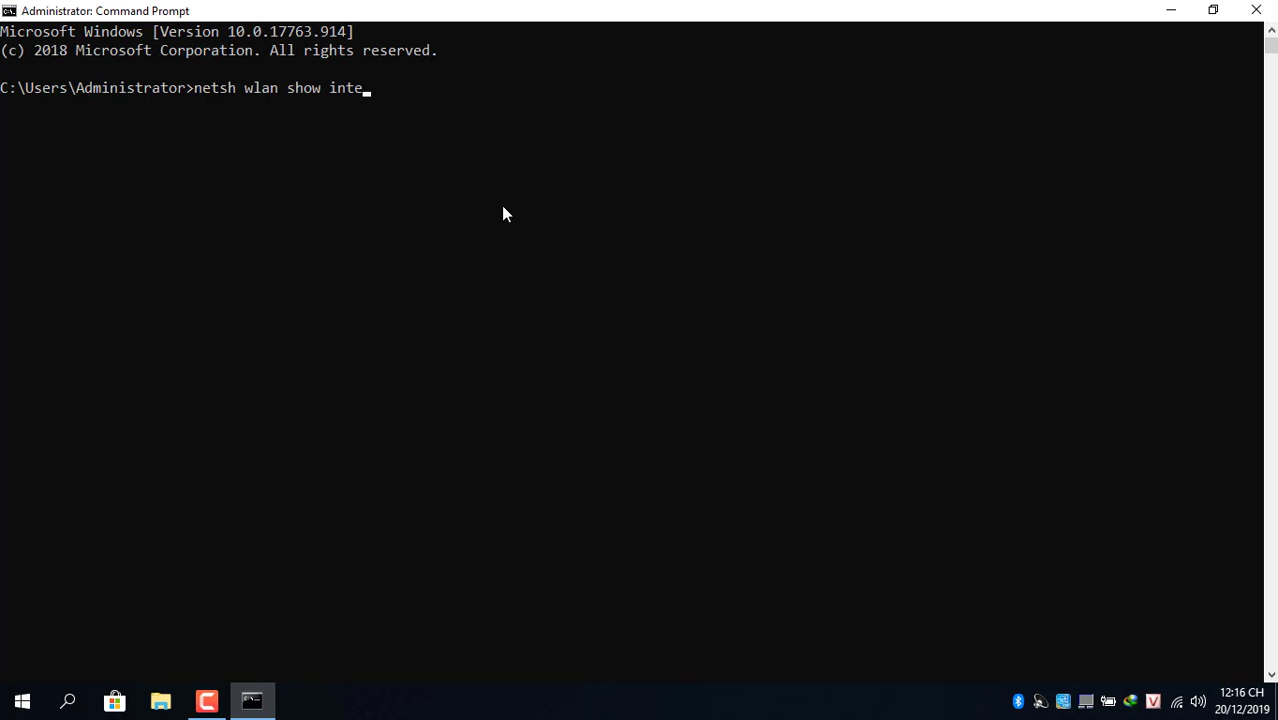 Administrator: Command Prompt
Microsoft Windows [Version 10.0.17763.914]
(c) 2018 Microsoft Corporation. All rights reserved.
C:\Users\Administrator>netsh wlan show inte_
12:16 CH
20/12/2019